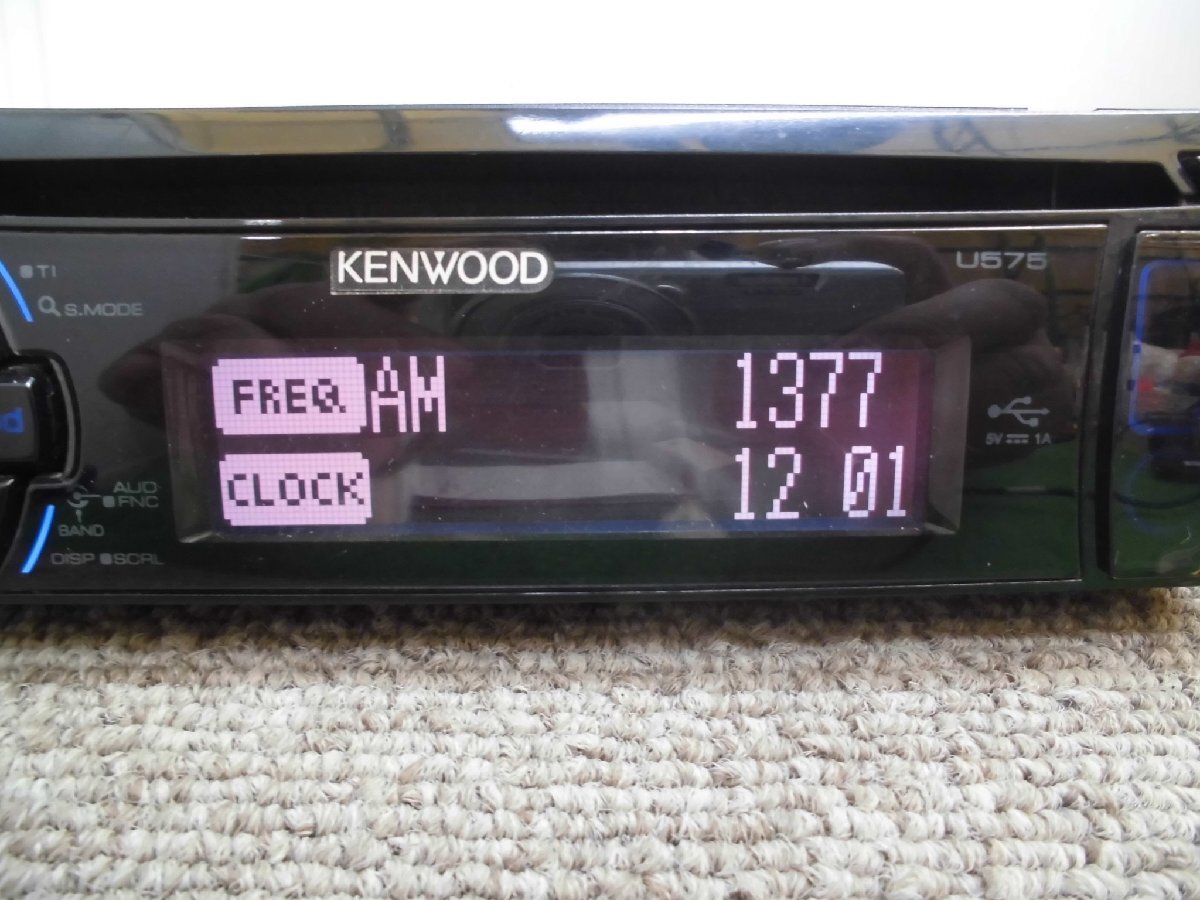 KENWOOD
U575
TI
S.MODE
FREQ. AM 1377
CLOCK 12 01
5V 1A
AUD·
FNC
BAND
DISP SCRL